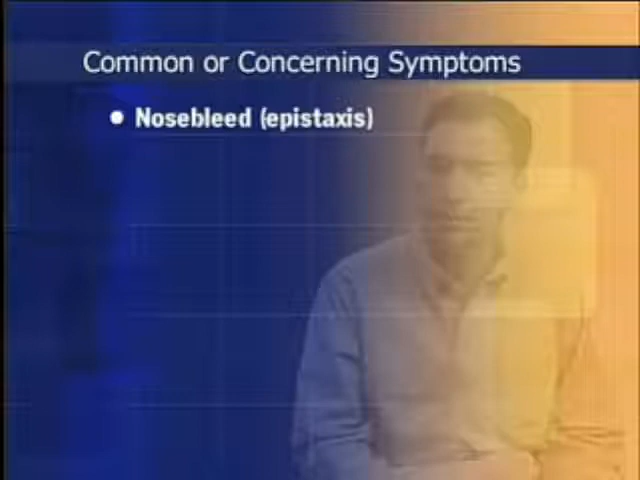 Common or Concerning Symptoms
● Nosebleed (epistaxis)